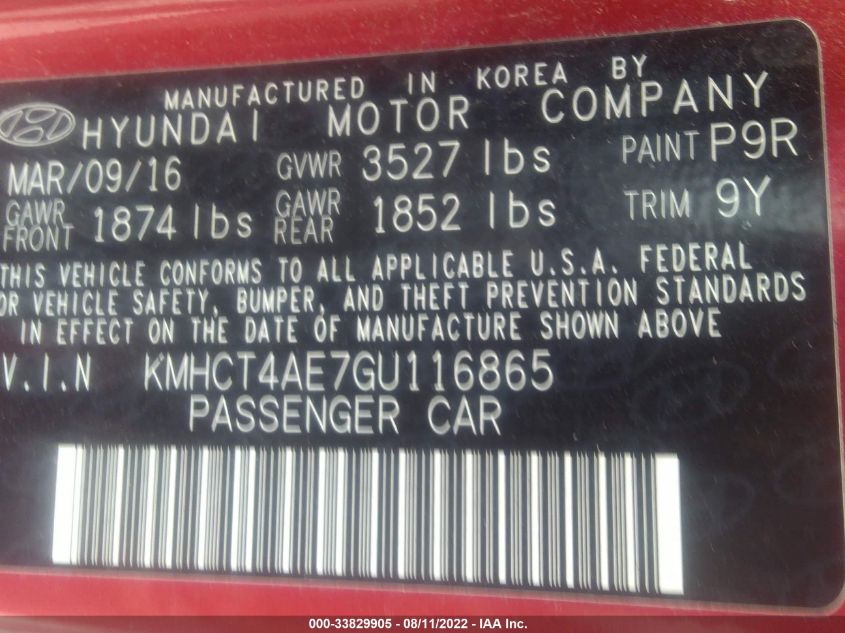 MANUFACTURED IN KOREA BY
HYUNDAI MOTOR COMPANY
MAR/09/16 GVWR 3527 lbs PAINT P9R
GAWR FRONT 1874 lbs GAWR REAR 1852 lbs TRIM 9Y
THIS VEHICLE CONFORMS TO ALL APPLICABLE U.S.A. FEDERAL
OR VEHICLE SAFETY, BUMPER, AND THEFT PREVENTION STANDARDS
IN EFFECT ON THE DATE OF MANUFACTURE SHOWN ABOVE
V.I.N KMHCT4AE7GU116865
PASSENGER CAR
000-33829905 - 08/11/2022 - IAA Inc.